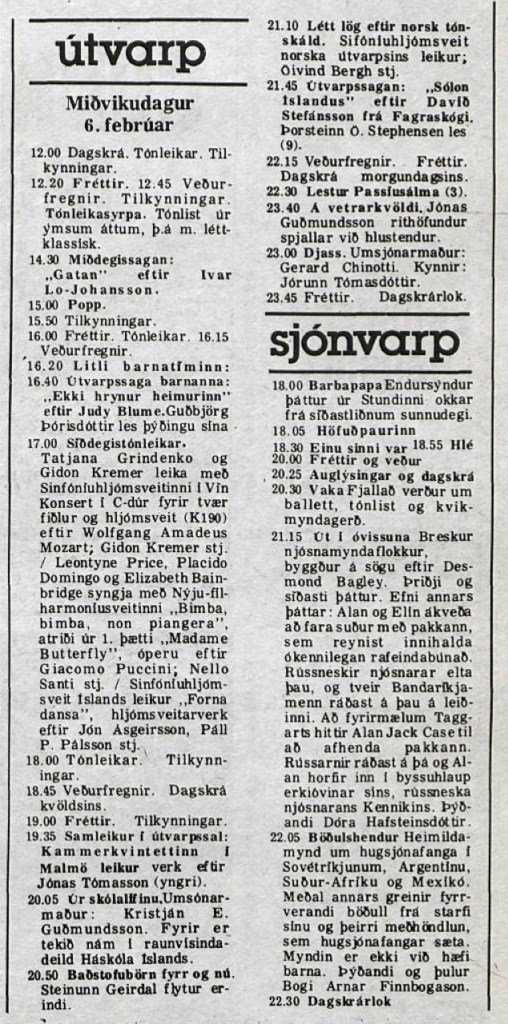 útvarp
Miðvikudagur
6. febrúar
12.00 Dagskrá. Tónleikar. Til-
kynningar.
12.20 Fréttir. 12.45 Veður-
fregnir. Tilkynningar.
Tónleikasyrpa. Tónlist úr
ýmsum áttum, þ.á m. létt-
klassisk.
14.30 Miðdegissagan:
„Gatan” eftir Ivar
Lo-Johansson.
15.00 Popp.
15.50 Tilkynningar.
16.00 Fréttir. Tónleikar. 16.15
Veðurfregnir.
16.20 Litli barnatíminn:
16.40 Útvarpssaga barnanna:
„Ekki hrynur heimurinn”
eftir Judy Blume.Guðbjörg
Þórisdóttir les þýðingu sína
17.00 Síðdegistónleikar.
Tatjana Grindenko og
Gidon Kremer leika með
Sinfóníuhljómsveitinni í Vín
Konsert í C-dúr fyrir tvær
fiðlur og hljómsveit (K190)
eftir Wolfgang Amadeus
Mozart; Gidon Kremer stj.
/ Leontyne Price, Placido
Domingo og Elizabeth Bain-
bridge syngja með Nýju-fíl-
harmoníusveitinni „Bimba,
bimba, non piangera”,
atriði úr 1. þætti „Madame
Butterfly”, óperu eftir
Giacomo Puccini; Nello
Santi stj. / Sinfóníuhljóm-
sveit Íslands leikur „Forna
dansa”, hljómsveitarverk
eftir Jón Asgeirsson, Páll
P. Pálsson stj.
18.00 Tónleikar. Tilkynn-
ingar.
18.45 Veðurfregnir. Dagskrá
kvöldsins.
19.00 Fréttir. Tilkynningar.
19.35 Samleikur í útvarpssal:
Kammerkvintettinn í
Malmö leikur verk eftir
Jónas Tómasson (yngri).
20.05 Úr skólalífinu,Umsónar-
maður: Kristján E.
Guðmundsson. Fyrir er
tekið nám í raunvísinda-
deild Háskóla Íslands.
20.50 Baðstofubörn fyrr og nú.
Steinunn Geirdal flytur er-
indi.
21.10 Létt lög eftir norsk tón-
skáld. Sifóníuhljómsveit
norska útvarpsins leikur;
Öivind Bergh stj.
21.45 Útvarpssagan: „Sólon
Íslandus” eftir Davíð
Stefánsson frá Fagraskógi.
Þorsteinn Ö. Stephensen les
(9).
22.15 Veðurfregnir. Fréttir.
Dagskrá morgundagsins.
22.30 Lestur Passíusálma (3).
23.40 A vetrarkvöldi. Jónas
Guðmundsson rithöfundur
spjallar við hlustendur.
23.00 Djass. Umsjónarmaður:
Gerard Chinotti. Kynnir:
Jórunn Tómasdóttir.
23.45 Fréttir. Dagskrárlok.
sjónvarp
18.00 Barbapapa Endursýndur
þáttur úr Stundinni okkar
frá síðastliðnum sunnudegi.
18.05 Höfuðpaurinn
18.30 Einu sinni var 18.55 Hlé
20.00 Fréttir og veður
20.25 Auglýsingar og dagskrá
20.30 Vaka Fjallað verður um
ballett, tónlist og kvik-
myndagerð.
21.15 Út í óvissuna Breskur
njósnamyndaflokkur,
byggður á sögu eftir Des-
mond Bagley. Þriðji og
síðasti þáttur. Efni annars
þáttar: Alan og Elín ákveða
að fara suður með pakkann,
sem reynist innihalda
ókennilegan rafeindabúnað.
Rússneskir njósnarar elta
þau, og tveir Bandaríkja-
menn ráðast á þau á leið-
inni. Að fyrirmælum Tagg-
arts hittir Alan Jack Case til
að afhenda pakkann.
Rússarnir ráðast á þá og Al-
an horfir inn í byssuhlaup
erkióvinar síns, rússneska
njósnarans Kennikins. Þýð-
andi Dóra Hafsteinsdóttir.
22.05 Böðulshendur Heimilda-
mynd um hugsjónafanga í
Sovétríkjunum, Argentínu,
Suður-Afríku og Mexíkó.
Meðal annars greinir fyrr-
verandi böðull frá starfi
sínu og þeirri meðhöndlun,
sem hugsjónafangar sæta.
Myndin er ekki við hæfi
barna. Þýðandi og þulur
Bogi Arnar Finnbogason.
22.30 Dagskrárlok